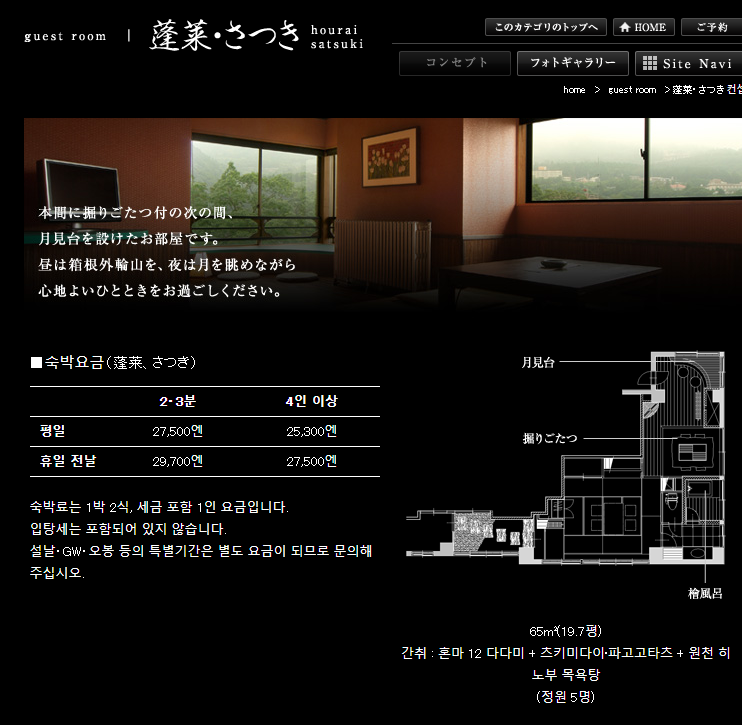 guest room | 蓬莱・さつき hourai satsuki
このカテゴリのトップへ HOME ご予約
コンセプト フォトギャラリー Site Navi
home > guest room > 蓬莱・さつき 컨셉
本間に掘りごたつ付の次の間、
月見台を設けたお部屋です。
昼は箱根外輪山を、夜は月を眺めながら
心地よいひとときをお過ごしください。
■숙박요금(蓬莱、さつき)
2-3분 4인 이상
평일 27,500엔 25,300엔
휴일 전날 29,700엔 27,500엔
숙박료는 1박 2식, 세금 포함 1인 요금입니다.
입탕세는 포함되어 있지 않습니다.
설날·GW·오봉 등의 특별기간은 별도 요금이 되므로 문의해
주십시오.
月見台
掘りごたつ
檜風呂
65㎡(19.7평)
간취 : 혼마 12 다다미 + 츠키미다이·파고고타츠 + 원천 히
노부 목욕탕
(정원 5명)